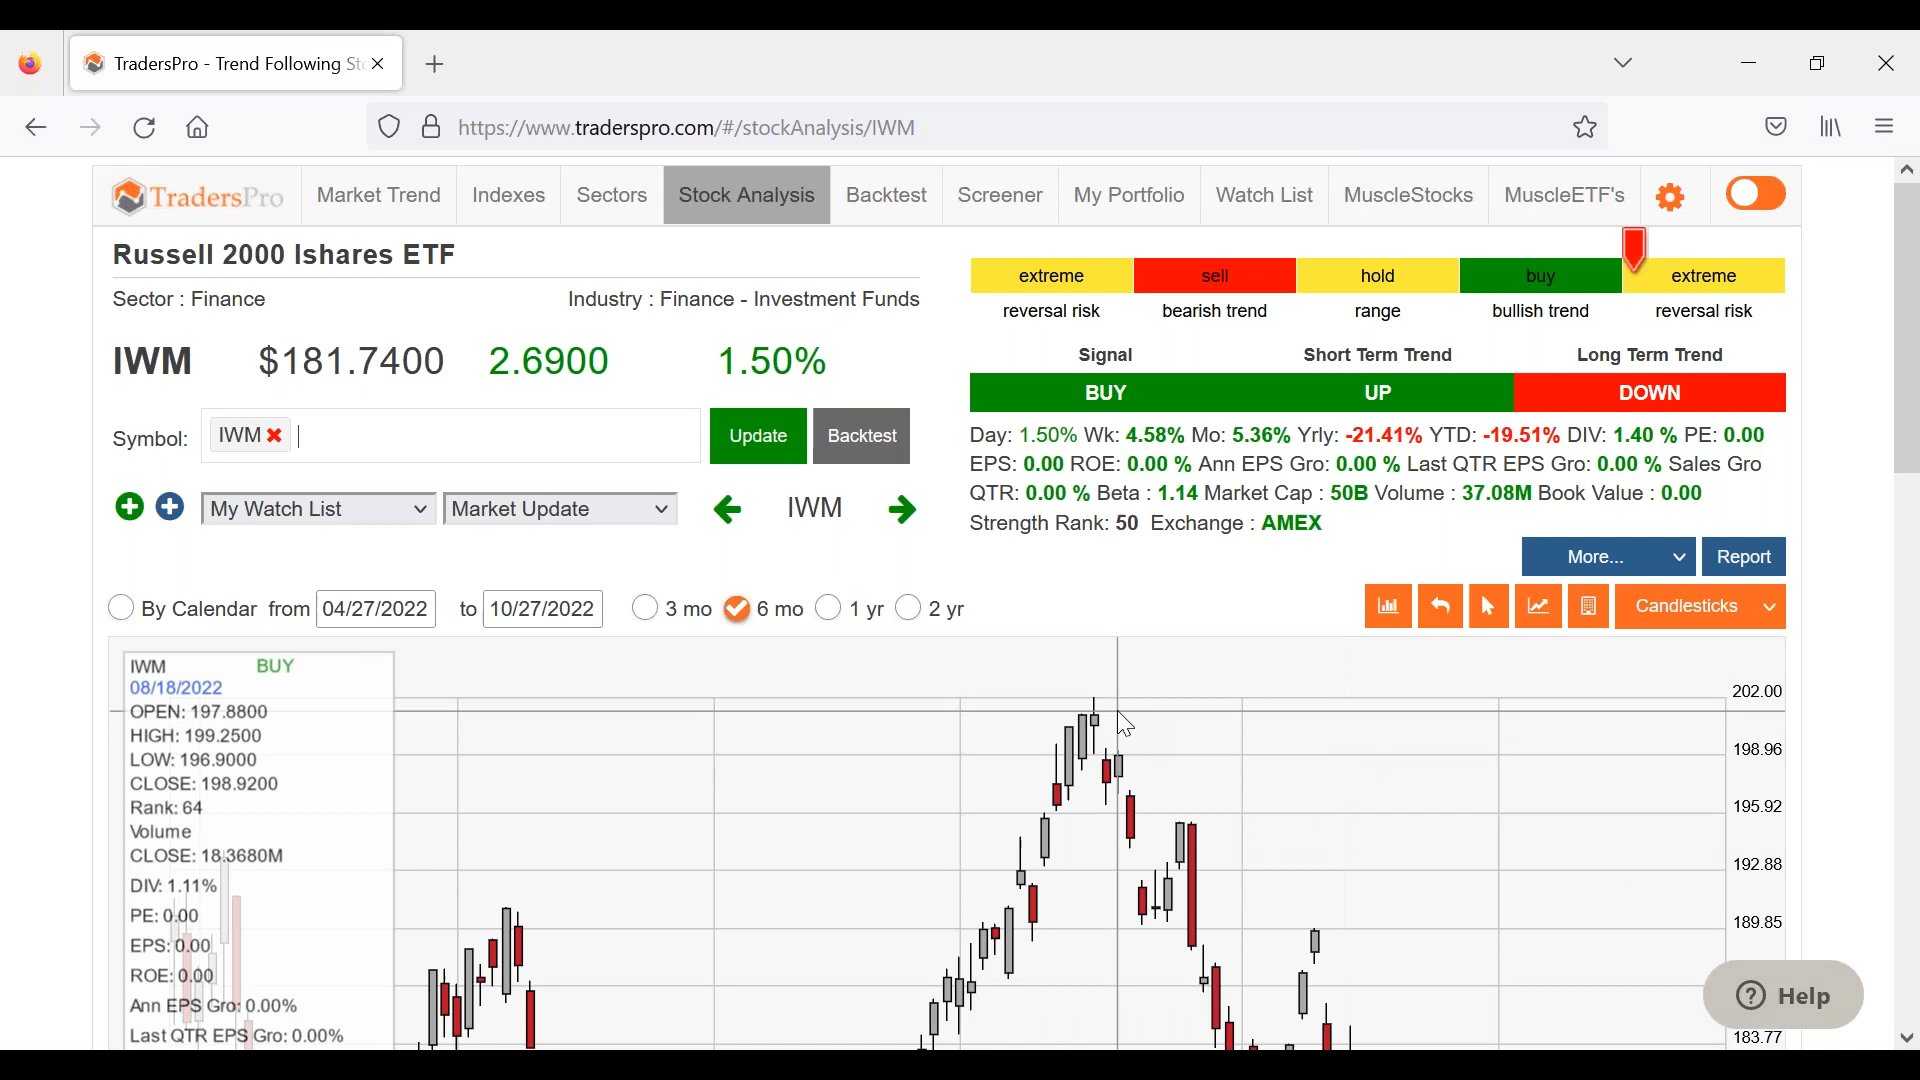 TradersPro - Trend Following Sto
https://www.traderspro.com/#/stockAnalysis/IWM
TradersPro Market Trend Indexes Sectors Stock Analysis Backtest Screener My Portfolio Watch List MuscleStocks MuscleETF's
Russell 2000 Ishares ETF
Sector : Finance Industry : Finance - Investment Funds
IWM $181.7400 2.6900 1.50%
Symbol: IWM Update Backtest
My Watch List Market Update IWM
extreme sell hold buy extreme
reversal risk bearish trend range bullish trend reversal risk
Signal Short Term Trend Long Term Trend
BUY UP DOWN
Day: 1.50% Wk: 4.58% Mo: 5.36% Yrly: -21.41% YTD: -19.51% DIV: 1.40 % PE: 0.00
EPS: 0.00 ROE: 0.00 % Ann EPS Gro: 0.00 % Last QTR EPS Gro: 0.00 % Sales Gro
QTR: 0.00 % Beta : 1.14 Market Cap : 50B Volume : 37.08M Book Value : 0.00
Strength Rank: 50 Exchange : AMEX
More... Report
By Calendar from 04/27/2022 to 10/27/2022 3 mo 6 mo 1 yr 2 yr Candlesticks
IWM BUY
08/18/2022
OPEN: 197.8800
HIGH: 199.2500
LOW: 196.9000
CLOSE: 198.9200
Rank: 64
Volume
CLOSE: 18.3680M
DIV: 1.11%
PE: 0.00
EPS: 0.00
ROE: 0.00
Ann EPS Gro: 0.00%
Last QTR EPS Gro: 0.00%
202.00
198.96
195.92
192.88
189.85
Help
183.77